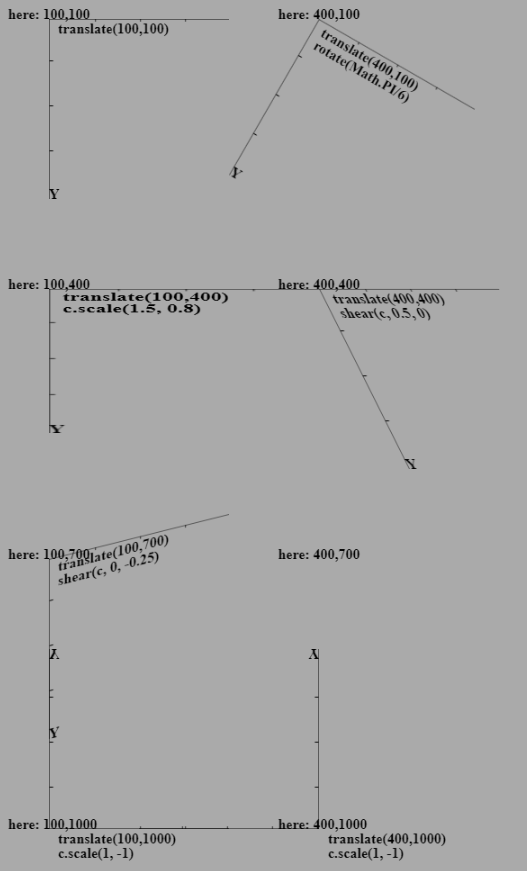 here: 100,100
translate(100,100)
Y
here: 400,100
translate(400,100)
rotate(Math.PI/6)
Y
here: 100,400
translate(100,400)
c.scale(1.5, 0.8)
Y
here: 400,400
translate(400,400)
shear(c, 0.5, 0)
Y
here: 100,700
translate(100,700)
shear(c, 0, -0.25)
Y
Y
here: 400,700
Y
here: 100,1000
translate(100,1000)
c.scale(1, -1)
here: 400,1000
translate(400,1000)
c.scale(1, -1)